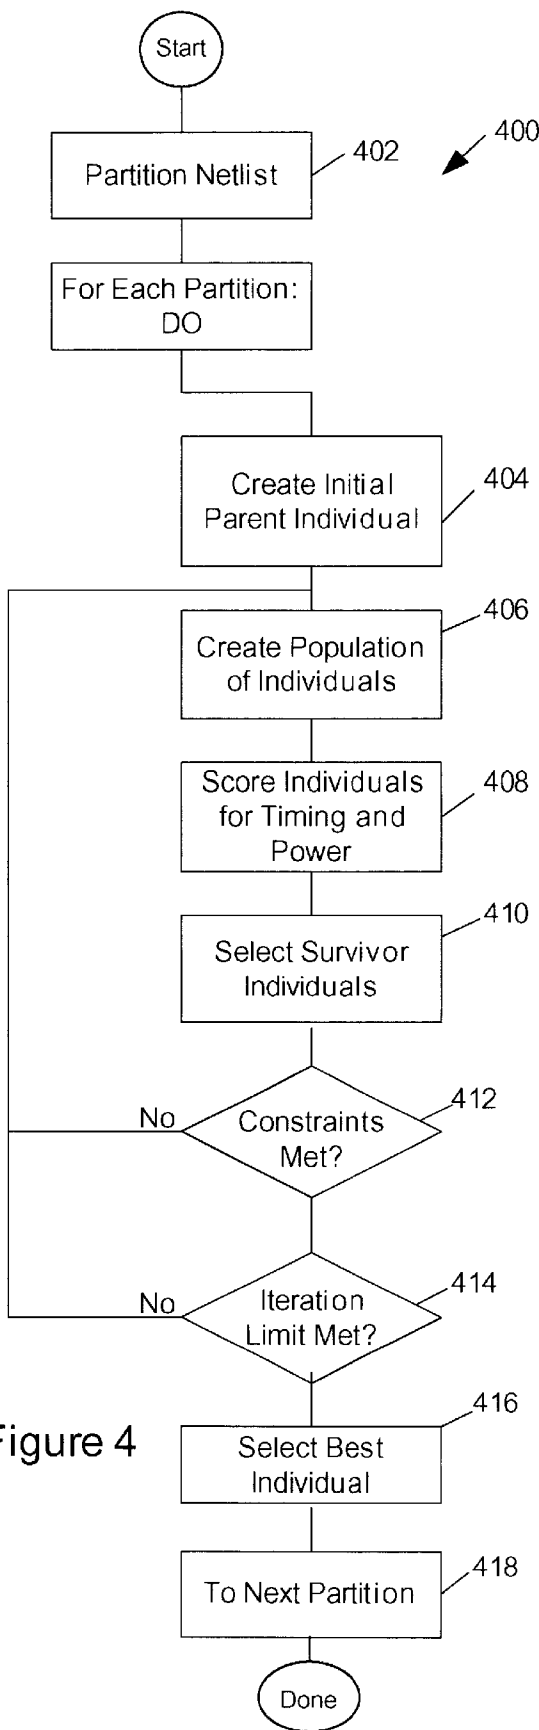 Start
400
402
Partition Netlist
For Each Partition:
DO
404
Create Initial
Parent Individual
406
Create Population
of Individuals
408
Score Individuals
for Timing and
Power
410
Select Survivor
Individuals
412
No
Constraints
Met?
414
No
Iteration
Limit Met?
416
Figure 4
Select Best
Individual
418
To Next Partition
Done